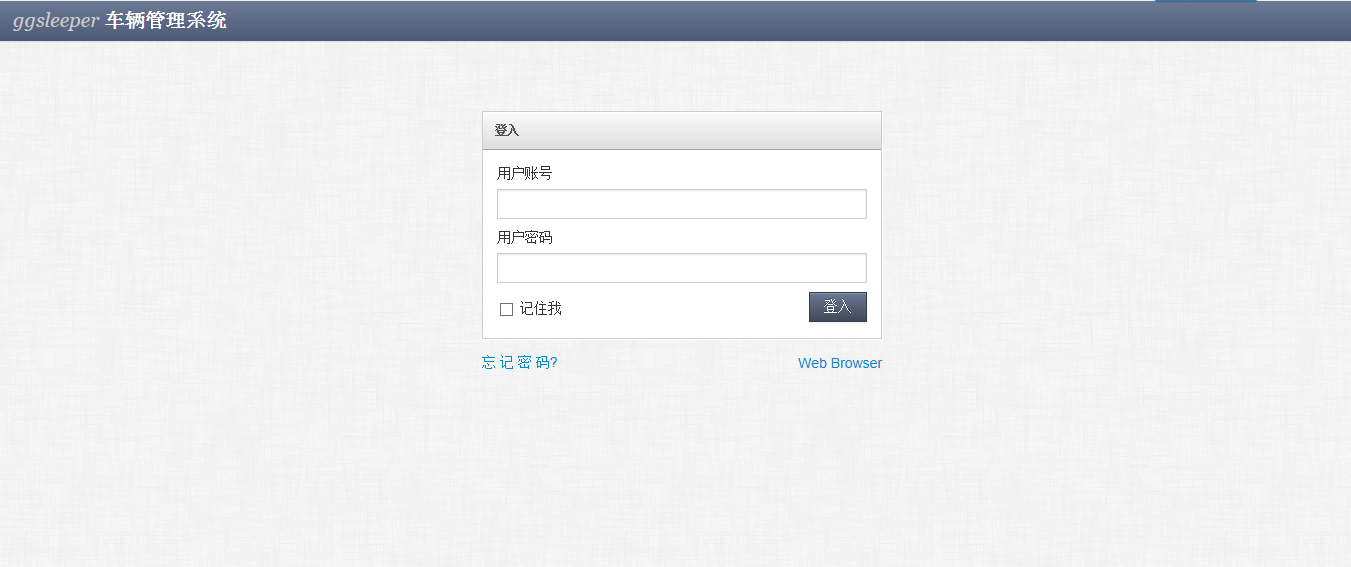 ggsleeper 车辆管理系统
登入
用户账号
用户密码
记住我 登入
忘 记 密 码? Web Browser